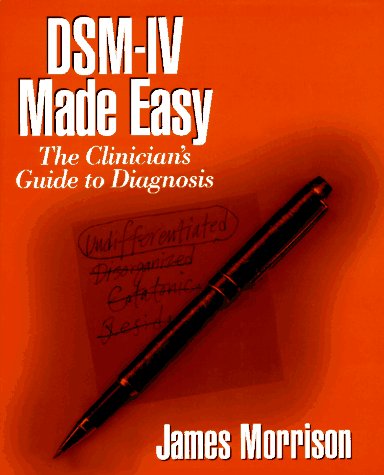 DSM-IV
Made Easy
The Clinician's
Guide to Diagnosis
Undifferentiated
Disorganized
Catatonic
James Morrison